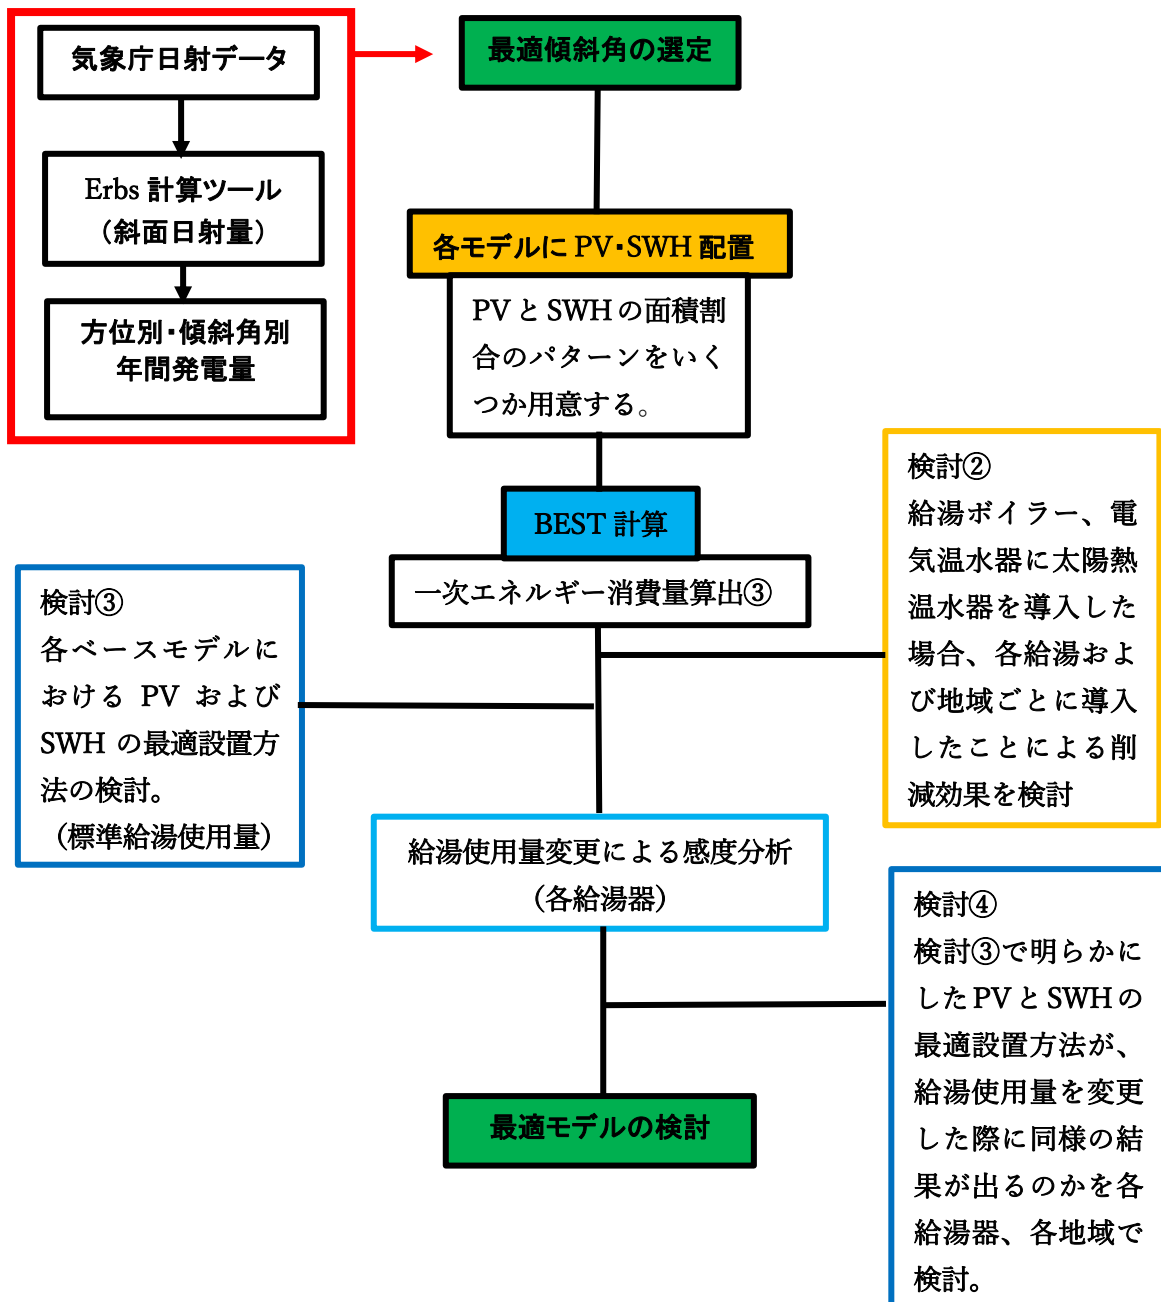 気象庁日射データ
Erbs 計算ツール
（斜面日射量）
方位別・傾斜角別
年間発電量
最適傾斜角の選定
各モデルに PV・SWH 配置
PV と SWH の面積割
合のパターンをいく
つか用意する。
BEST 計算
一次エネルギー消費量算出③
検討②
給湯ボイラー、電
気温水器に太陽熱
温水器を導入した
場合、各給湯およ
び地域ごとに導入
したことによる削
減効果を検討
検討③
各ベースモデルに
おける PV および
SWH の最適設置方
法の検討。
（標準給湯使用量）
給湯使用量変更による感度分析
（各給湯器）
検討④
検討③で明らかに
した PV と SWH の
最適設置方法が、
給湯使用量を変更
した際に同様の結
果が出るのかを各
給湯器、各地域で
検討。
最適モデルの検討